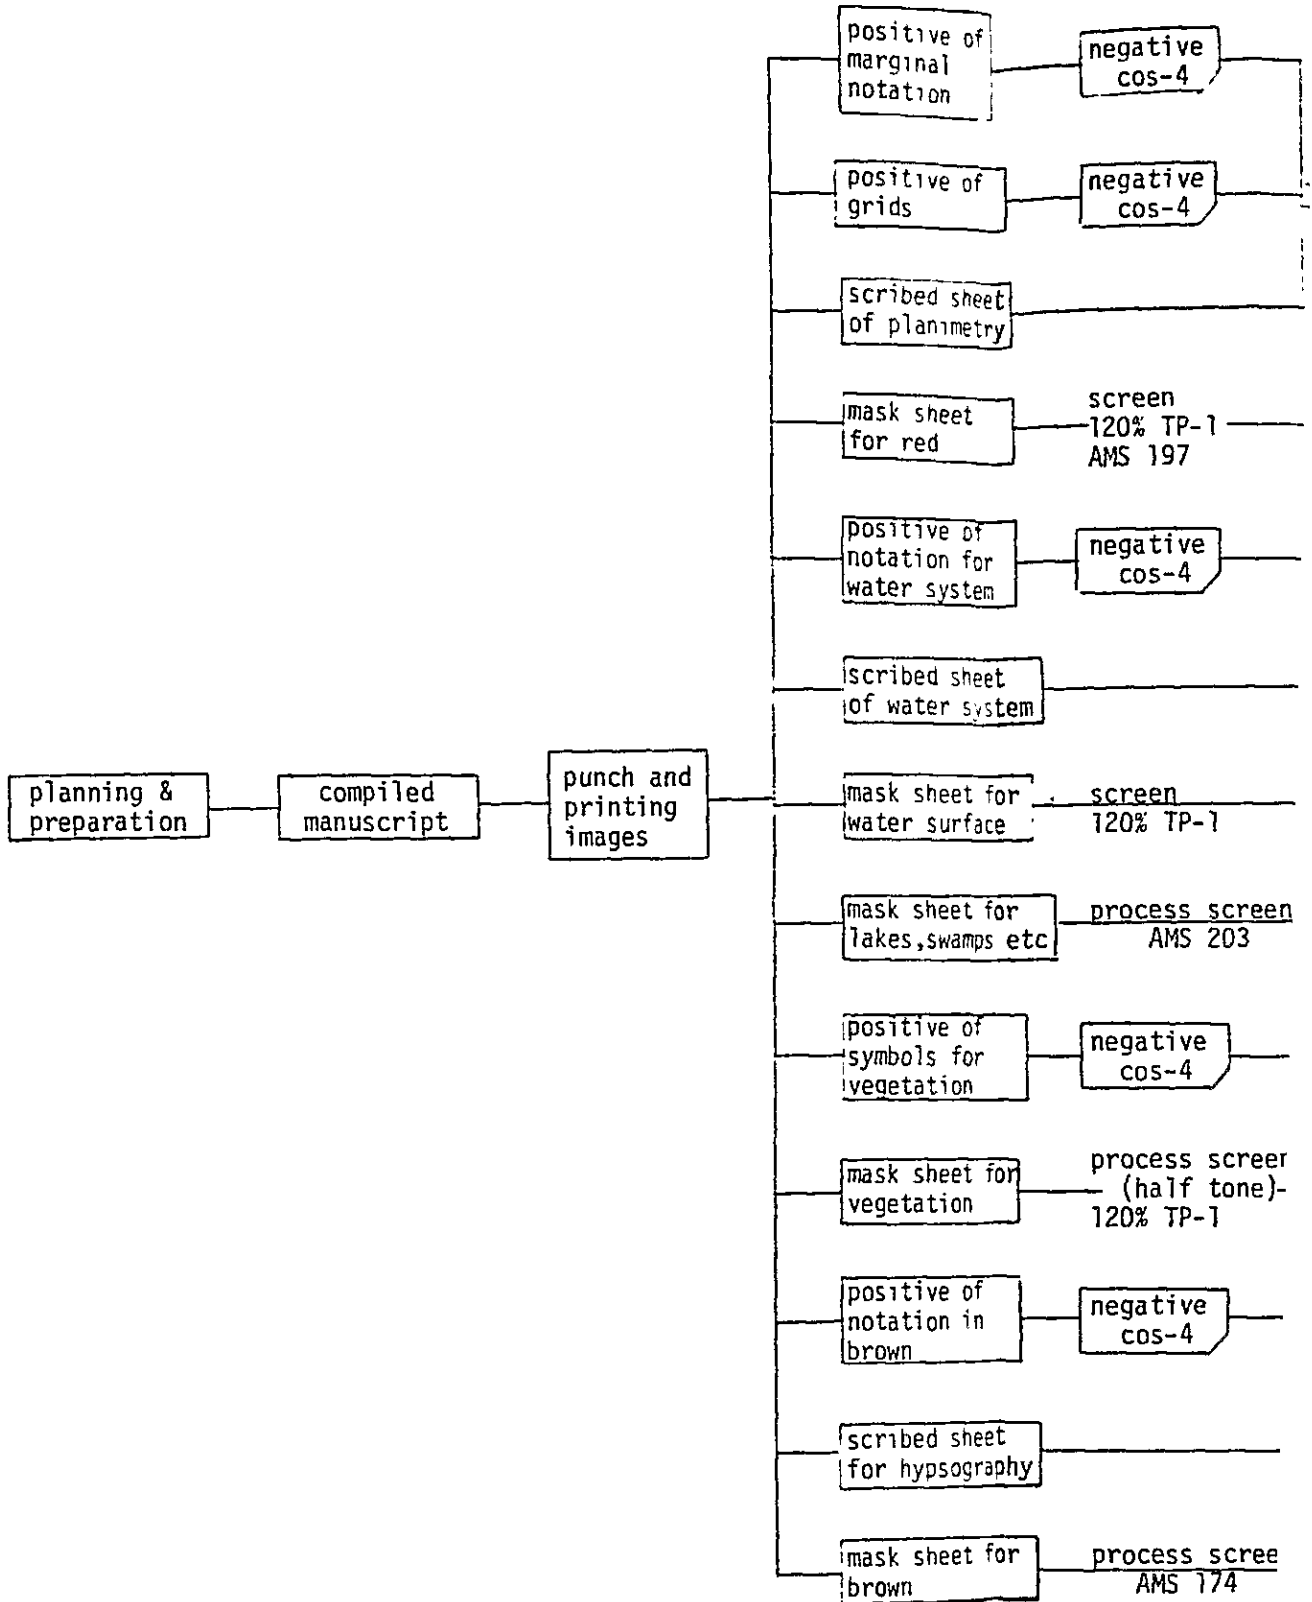 positive of
marginal
notation
negative
cos-4
positive of
grids
negative
cos-4
scribed sheet
of planimetry
mask sheet
for red
screen
120% TP-1
AMS 197
positive of
notation for
water system
negative
cos-4
scribed sheet
of water system
planning &
preparation
compiled
manuscript
punch and
printing
images
mask sheet for
water surface
screen
120% TP-1
mask sheet for
lakes,swamps etc
process screen
AMS 203
positive of
symbols for
vegetation
negative
cos-4
mask sheet for
vegetation
process screen
(half tone)
120% TP-1
positive of
notation in
brown
negative
cos-4
scribed sheet
for hypsography
mask sheet for
brown
process scree
AMS 174